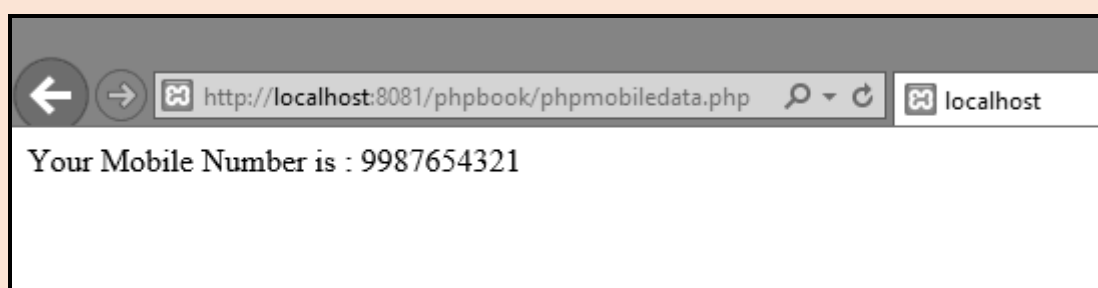 http://localhost:8081/phpbook/phpmobiledata.php
localhost
Your Mobile Number is : 9987654321